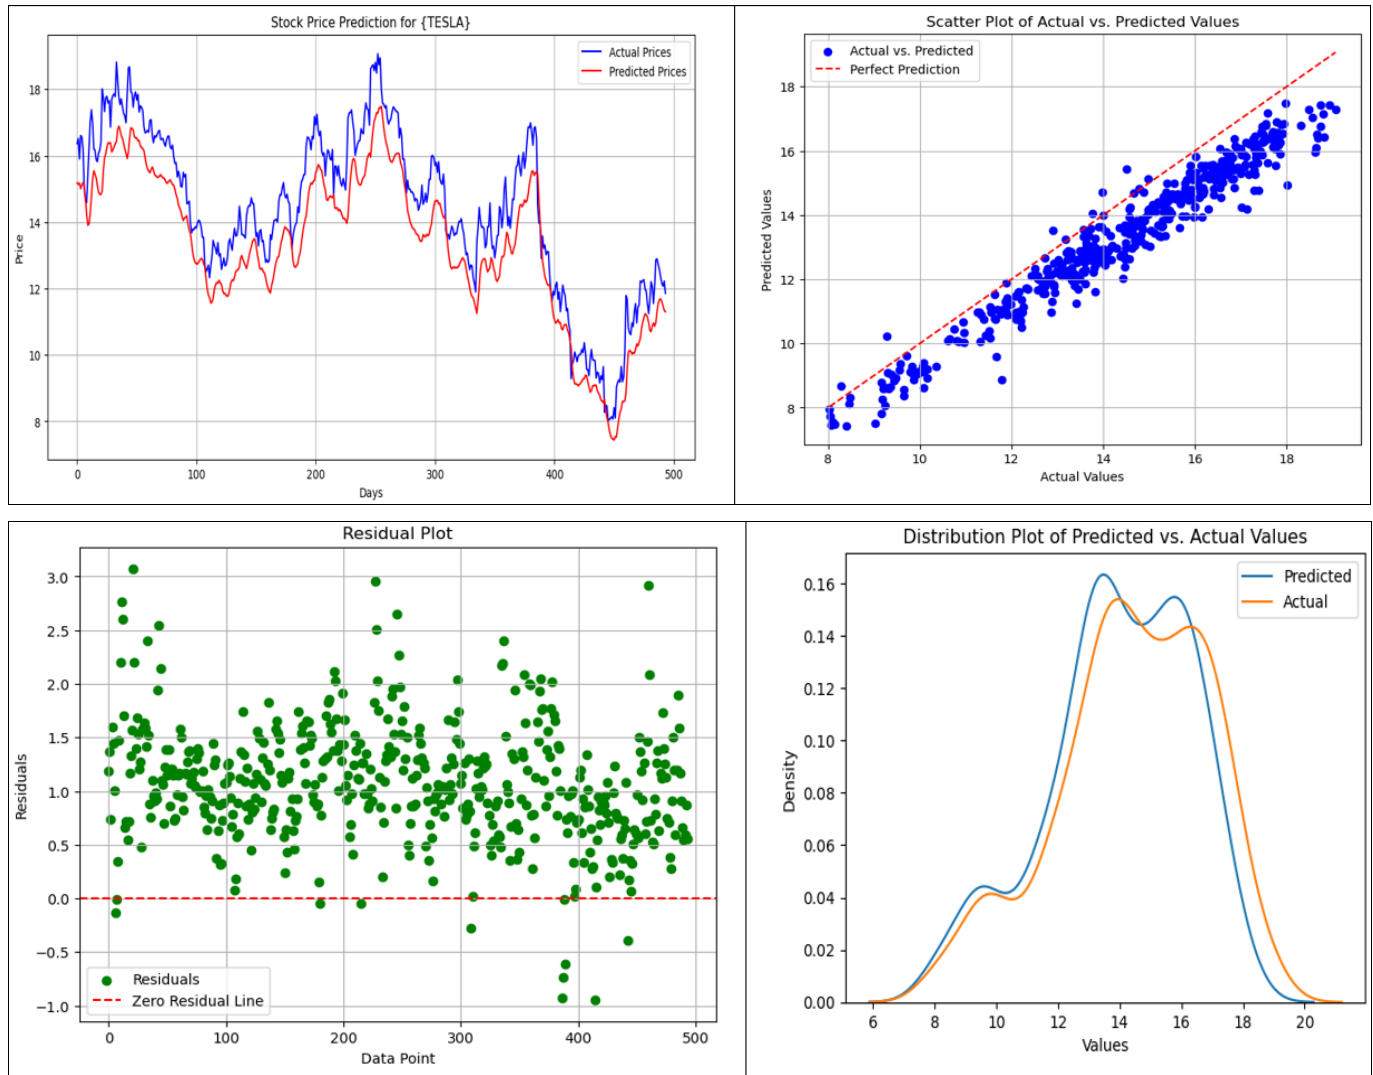 Stock Price Prediction for {TESLA}
Actual Prices
Predicted Prices
18
16
14
12
10
8
Price
0 100 200 300 400 500
Days
Scatter Plot of Actual vs. Predicted Values
Actual vs. Predicted
Perfect Prediction
18
16
14
12
10
8
Predicted Values
8 10 12 14 16 18
Actual Values
Residual Plot
3.0
2.5
2.0
1.5
1.0
0.5
0.0
−0.5
−1.0
Residuals
Residuals
Zero Residual Line
0 100 200 300 400 500
Data Point
Distribution Plot of Predicted vs. Actual Values
Predicted
Actual
0.16
0.14
0.12
0.10
0.08
0.06
0.04
0.02
0.00
Density
6 8 10 12 14 16 18 20
Values